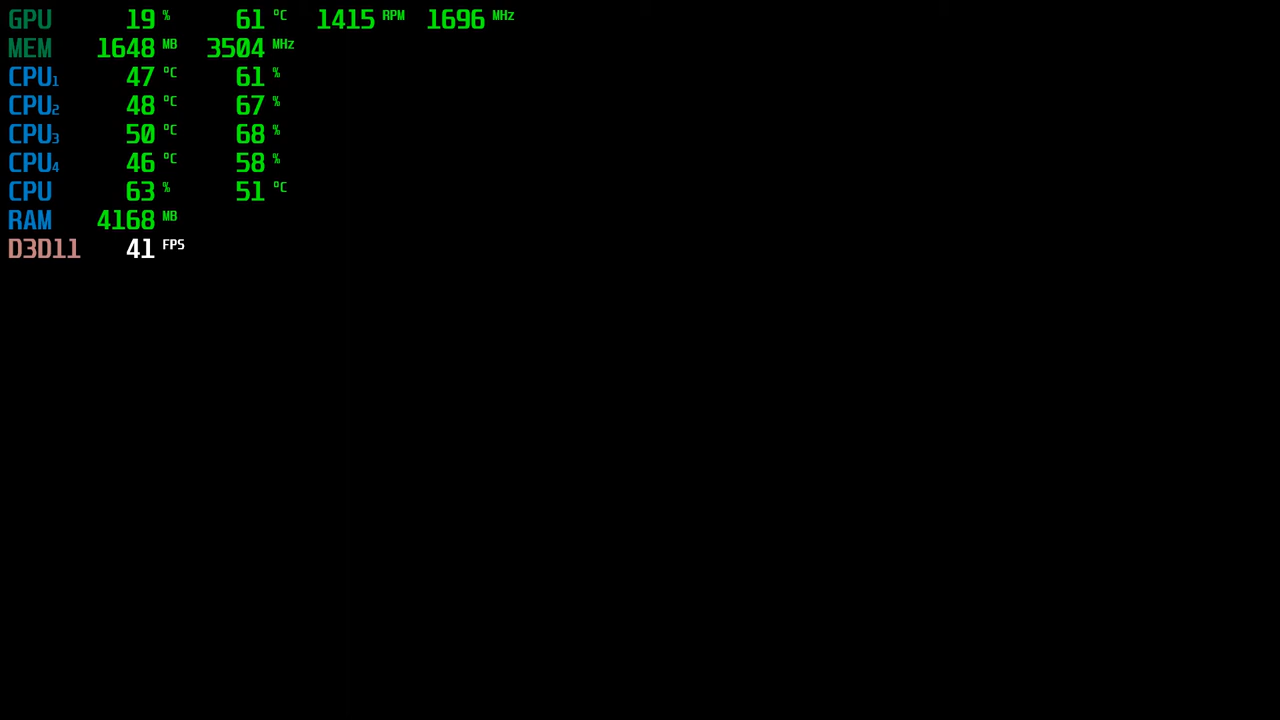 GPU 19 % 61 °C 1415 RPM 1696 MHz
MEM 1648 MB 3504 MHz
CPU1 47 °C 61 %
CPU2 48 °C 67 %
CPU3 50 °C 68 %
CPU4 46 °C 58 %
CPU 63 % 51 °C
RAM 4168 MB
D3D11 41 FPS